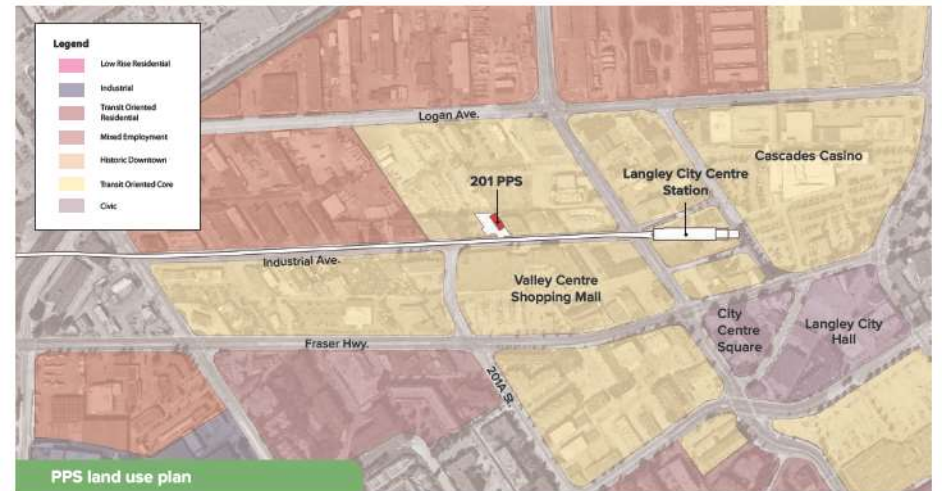 Legend
Low Rise Residential
Industrial
Transit Oriented
Residential
Mixed Employment
Historic Downtown
Transit Oriented Core
Civic
Logan Ave.
201 PPS
Langley City Centre
Station
Cascades Casino
Industrial Ave.
Valley Centre
Shopping Mall
City
Centre
Square
Langley City
Hall
Fraser Hwy.
201A St.
PPS land use plan